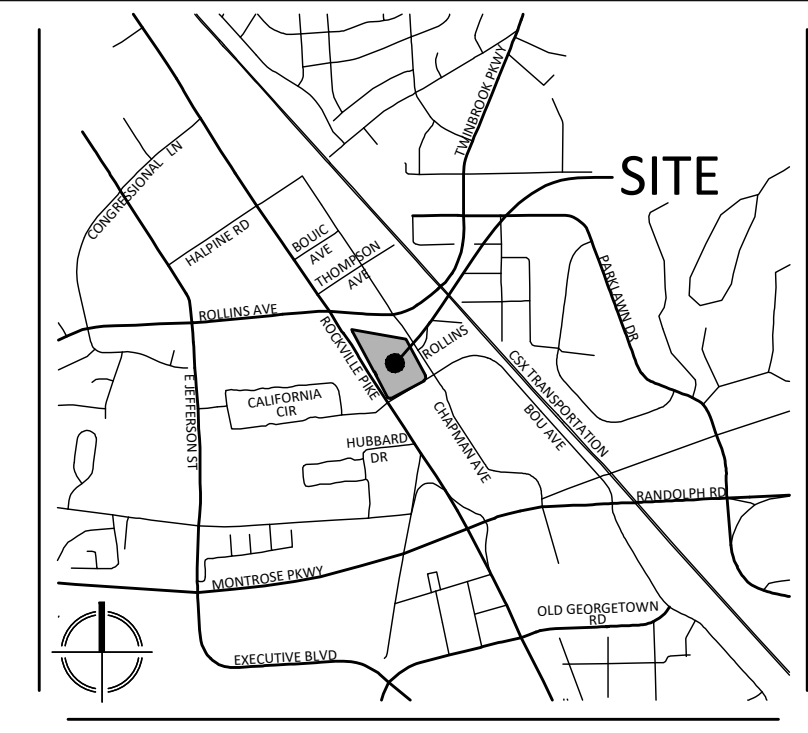 TWINBROOK PKWY
SITE
CONGRESSIONAL LN
HALPINE RD
BOUIC
AVE
THOMPSON
AVE
PARKLAWN DR
ROLLINS AVE
ROCKVILLE PIKE
ROLLINS
CSX TRANSPORTATION
E JEFFERSON ST
CALIFORNIA
CIR
CHAPMAN AVE
BOU AVE
HUBBARD
DR
RANDOLPH RD
MONTROSE PKWY
OLD GEORGETOWN
RD
EXECUTIVE BLVD